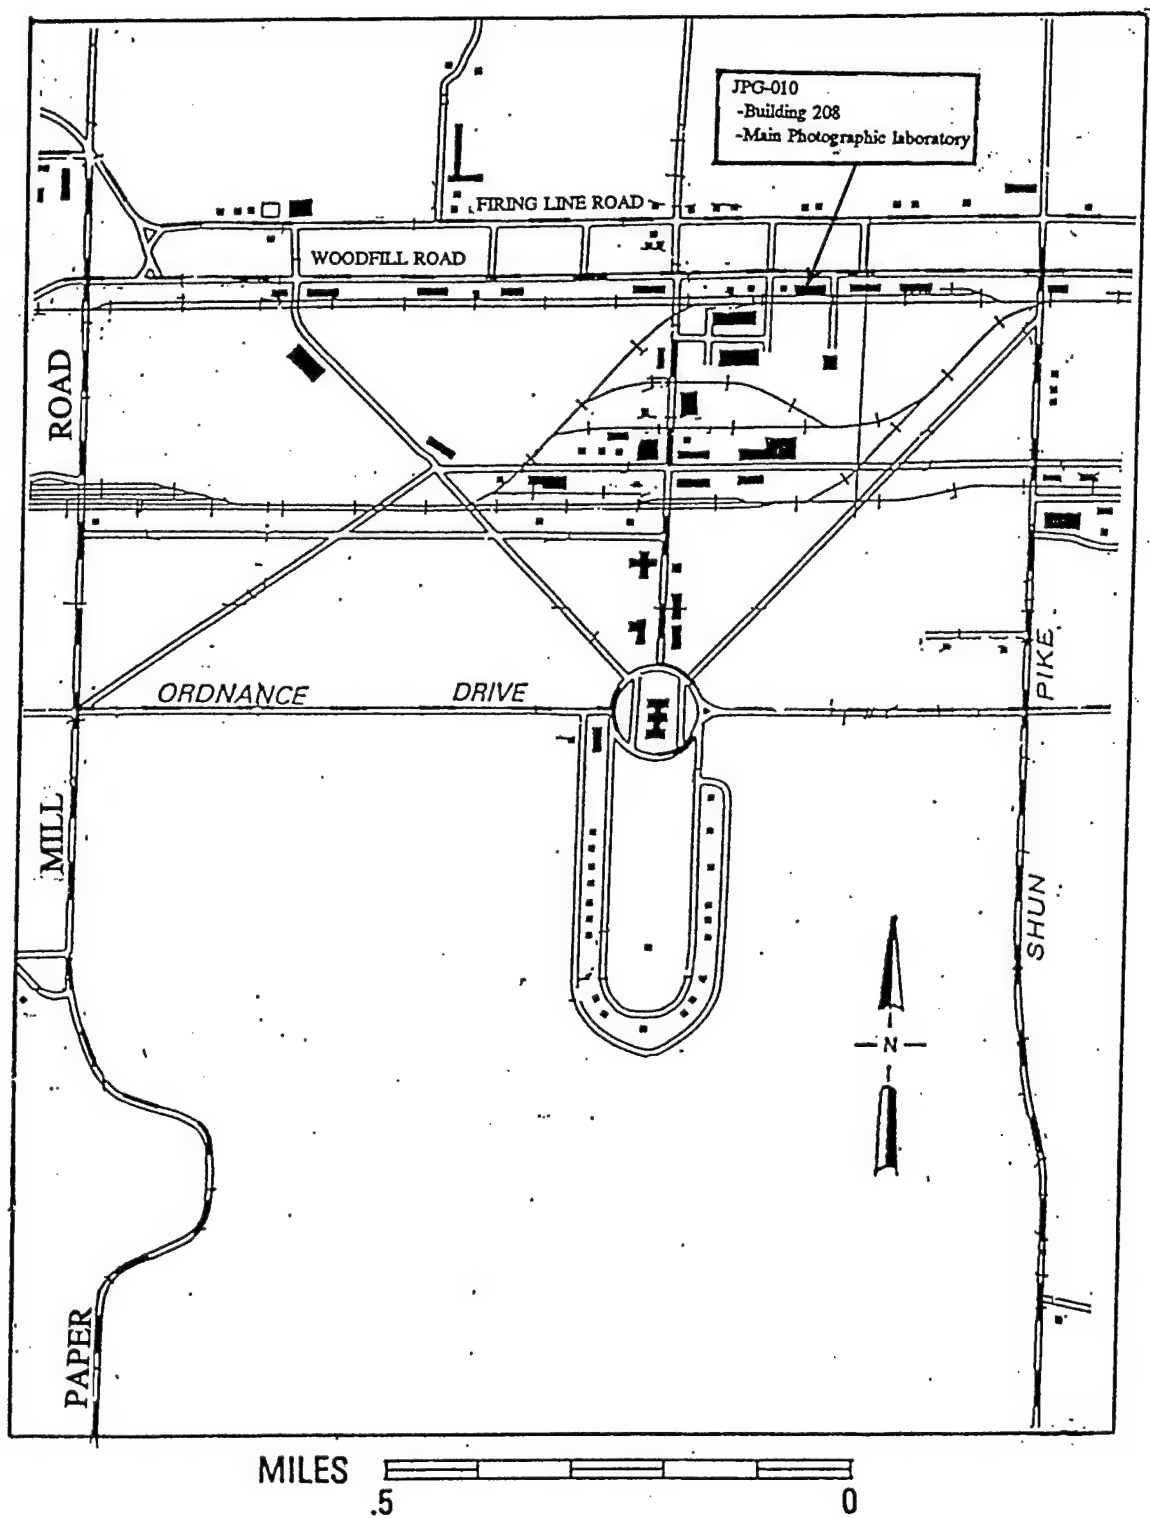 JPG-010
-Building 208
-Main Photographic laboratory
FIRING LINE ROAD
WOODFILL ROAD
ROAD
ORDNANCE DRIVE
PIKE
MILL
SHUN
N
PAPER
MILES
.5 0